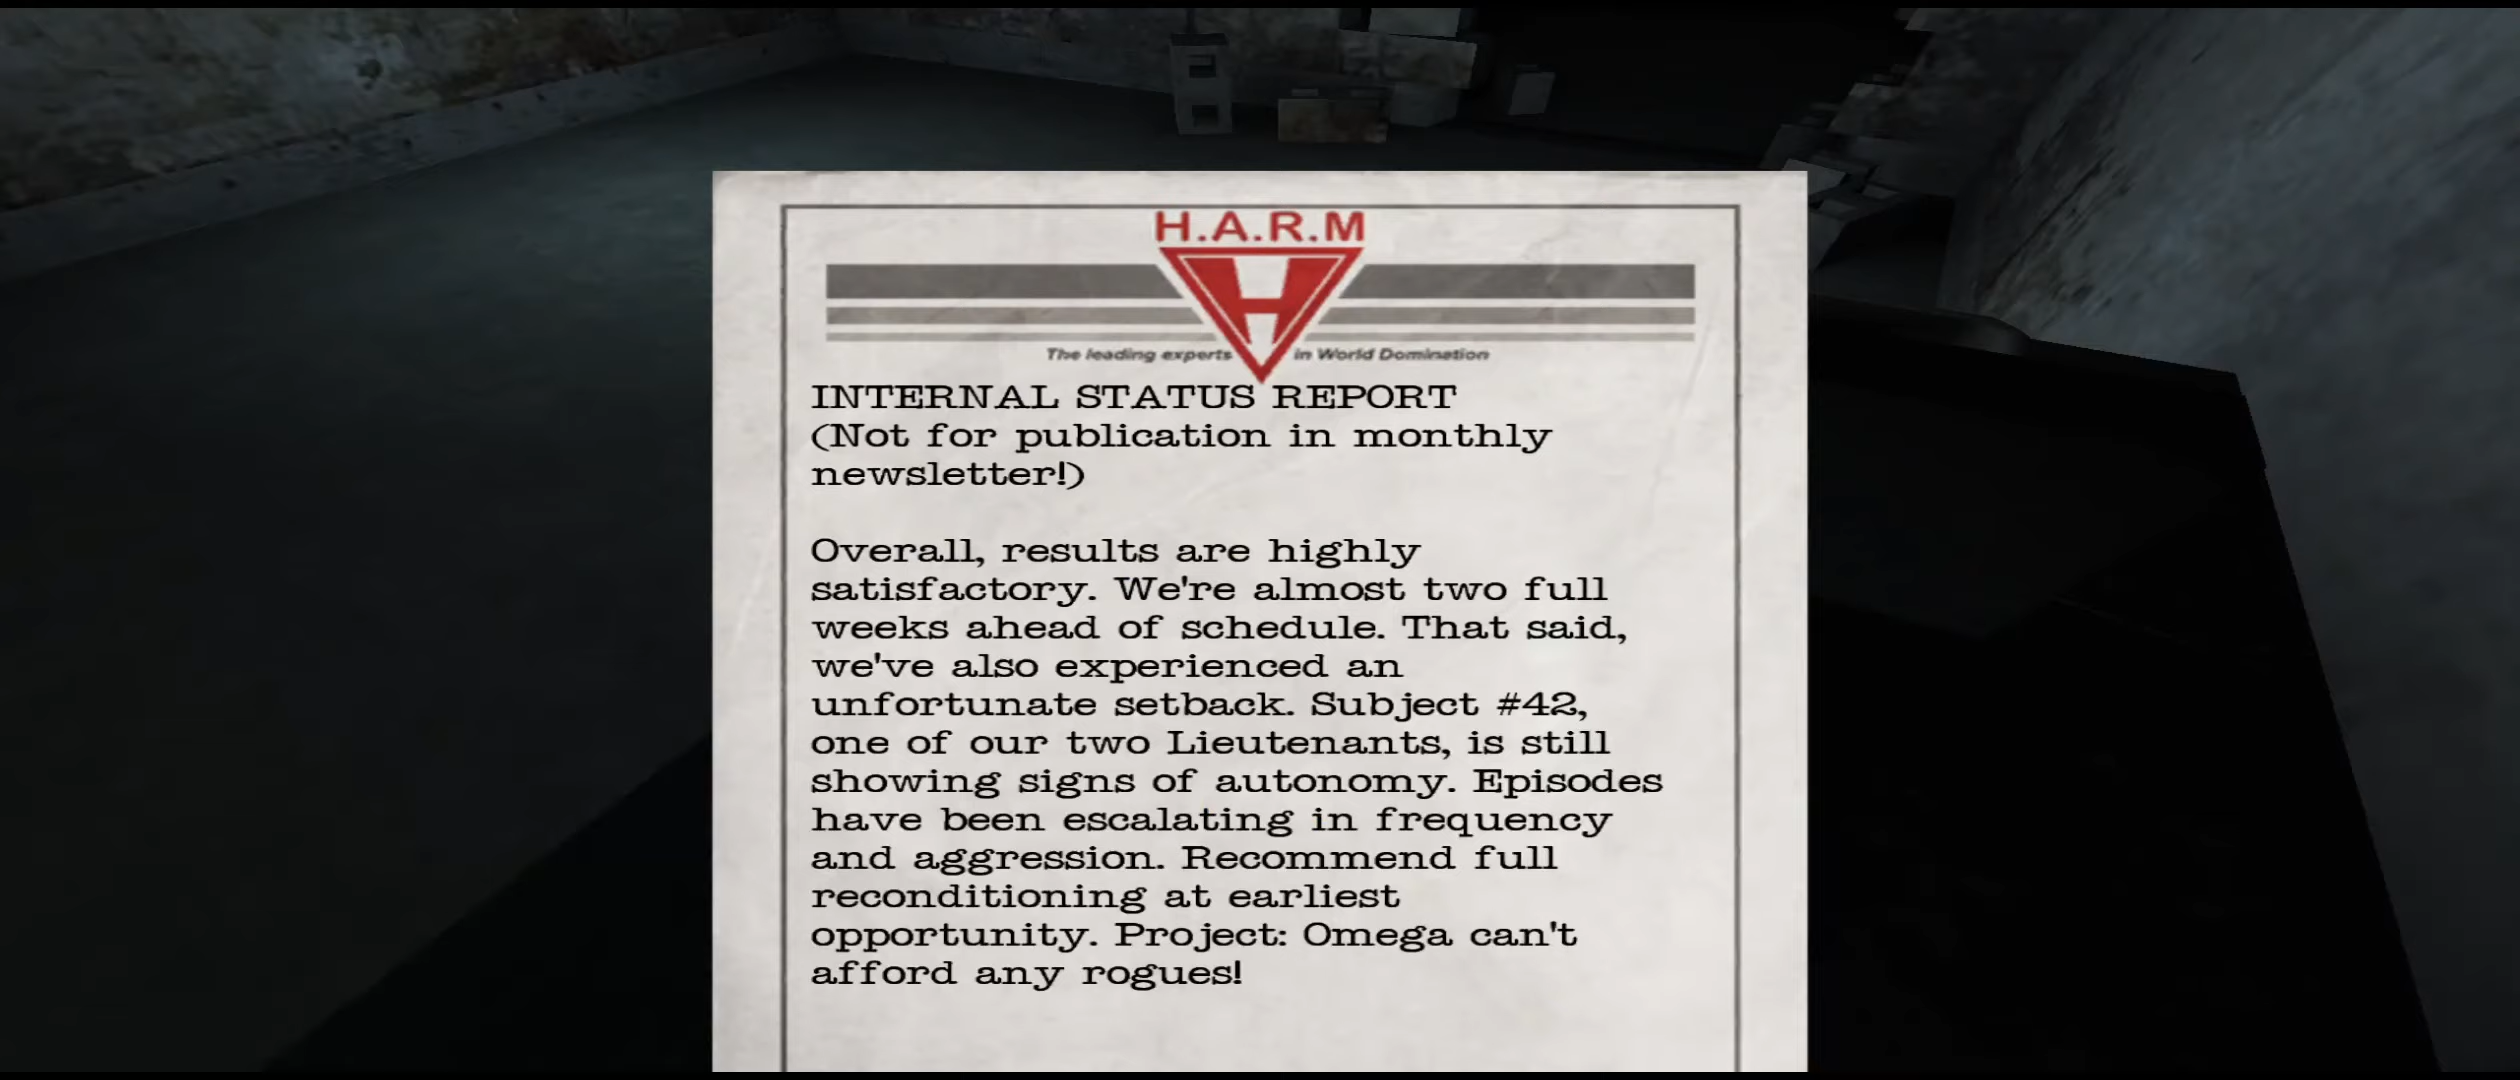 H.A.R.M
H
The leading experts in World Domination
INTERNAL STATUS REPORT
(Not for publication in monthly
newsletter!)
Overall, results are highly
satisfactory. We're almost two full
weeks ahead of schedule. That said,
we've also experienced an
unfortunate setback. Subject #42,
one of our two Lieutenants, is still
showing signs of autonomy. Episodes
have been escalating in frequency
and aggression. Recommend full
reconditioning at earliest
opportunity. Project: Omega can't
afford any rogues!